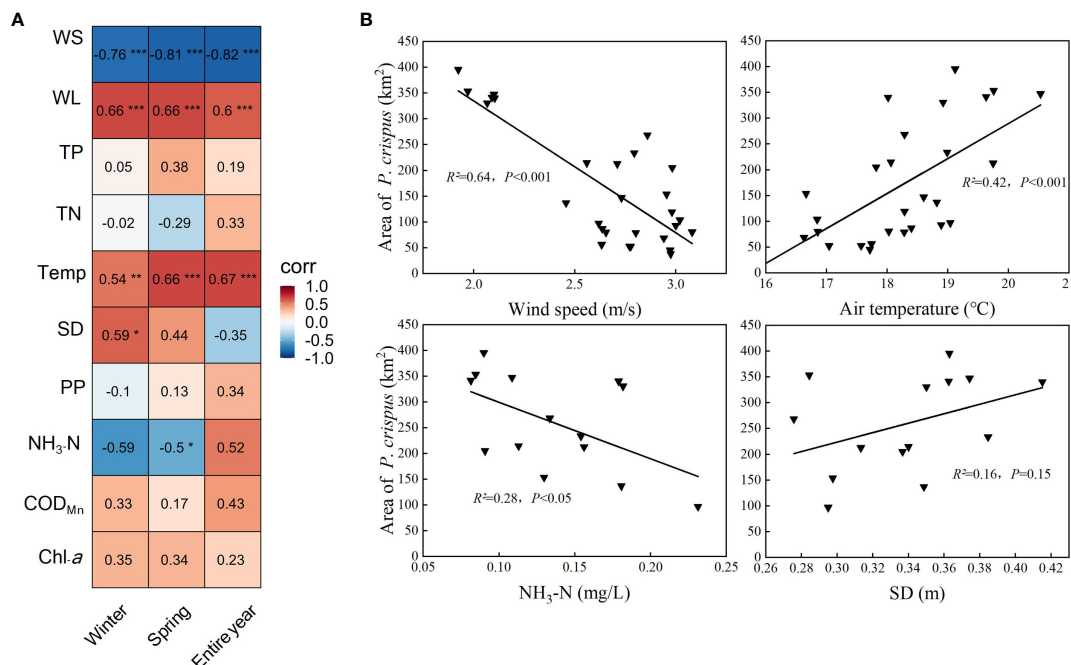 A
WS
-0.76 *** -0.81 *** -0.82 ***
WL
0.66 *** 0.66 *** 0.6 ***
TP
0.05 0.38 0.19
TN
-0.02 -0.29 0.33
Temp
0.54 ** 0.66 *** 0.67 ***
SD
0.59 * 0.44 -0.35
PP
-0.1 0.13 0.34
NH₃-N
-0.59 -0.5 * 0.52
COD_Mn
0.33 0.17 0.43
Chl-a
0.35 0.34 0.23
Winter Spring Entire year
corr
1.0
0.5
0.0
-0.5
-1.0
B
Area of P. crispus (km²)
450
400
350
300
250
200
150
100
50
0
R²=0.64, P<0.001
2.0 2.5 3.0
Wind speed (m/s)
450
400
350
300
250
200
150
100
50
0
R²=0.42, P<0.001
16 17 18 19 20 2
Air temperature (°C)
Area of P. crispus (km²)
450
400
350
300
250
200
150
100
50
0
R²=0.28, P<0.05
0.05 0.10 0.15 0.20 0.25
NH₃-N (mg/L)
450
400
350
300
250
200
150
100
50
0
R²=0.16, P=0.15
0.26 0.28 0.30 0.32 0.34 0.36 0.38 0.40 0.42
SD (m)